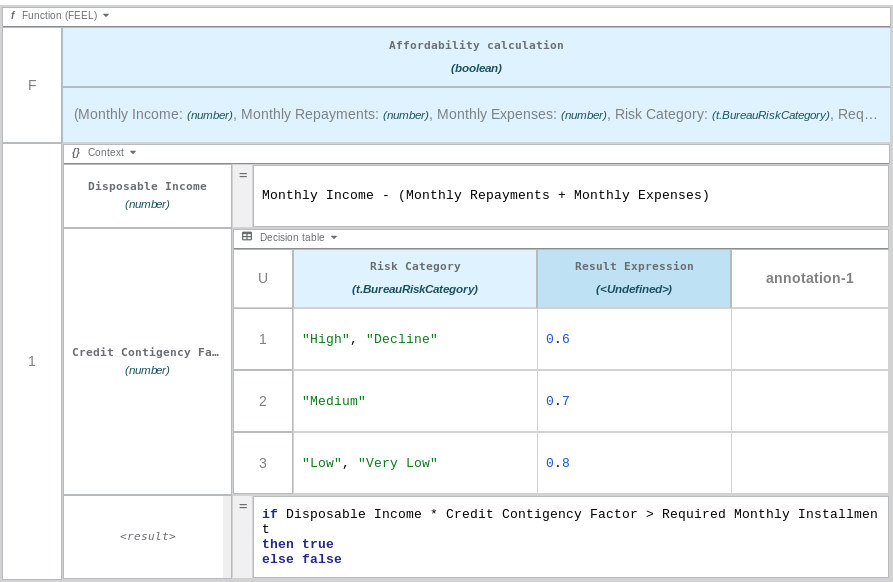 f Function (FEEL)
F
Affordability calculation
(boolean)
(Monthly Income: (number), Monthly Repayments: (number), Monthly Expenses: (number), Risk Category: (t.BureauRiskCategory), Req...
1
{} Context
Disposable Income
(number)
=
Monthly Income - (Monthly Repayments + Monthly Expenses)
Credit Contigency Fa...
(number)
Decision table
U
Risk Category
(t.BureauRiskCategory)
Result Expression
(<Undefined>)
annotation-1
1 "High", "Decline" 0.6
2 "Medium" 0.7
3 "Low", "Very Low" 0.8
<result>
=
if Disposable Income * Credit Contigency Factor > Required Monthly Installmen
t
then true
else false